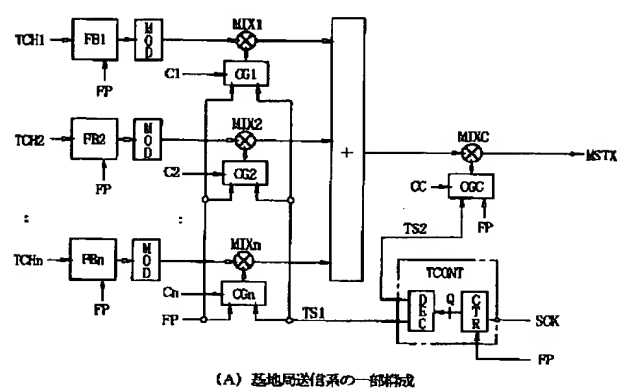 TCH1
FB1
MOD
MIX1
C1
CG1
FP
TCH2
FB2
MOD
MIX2
+
MIXC
MSTX
C2
CG2
CC
CGC
FP
FP
TS2
:
:
TCHn
FBn
MOD
MIXn
TCONT
Cn
CGn
DEC
Q
CTR
FP
FP
TS1
SCK
FP
(A) 基地局送信系の一部構成